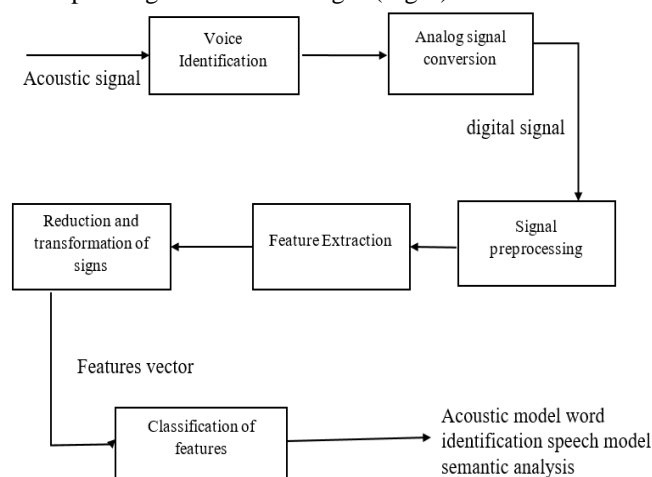 Voice
Identification
Analog signal
conversion
Acoustic signal
digital signal
Reduction and
transformation of
signs
Feature Extraction
Signal
preprocessing
Features vector
Classification of
features
Acoustic model word
identification speech model
semantic analysis